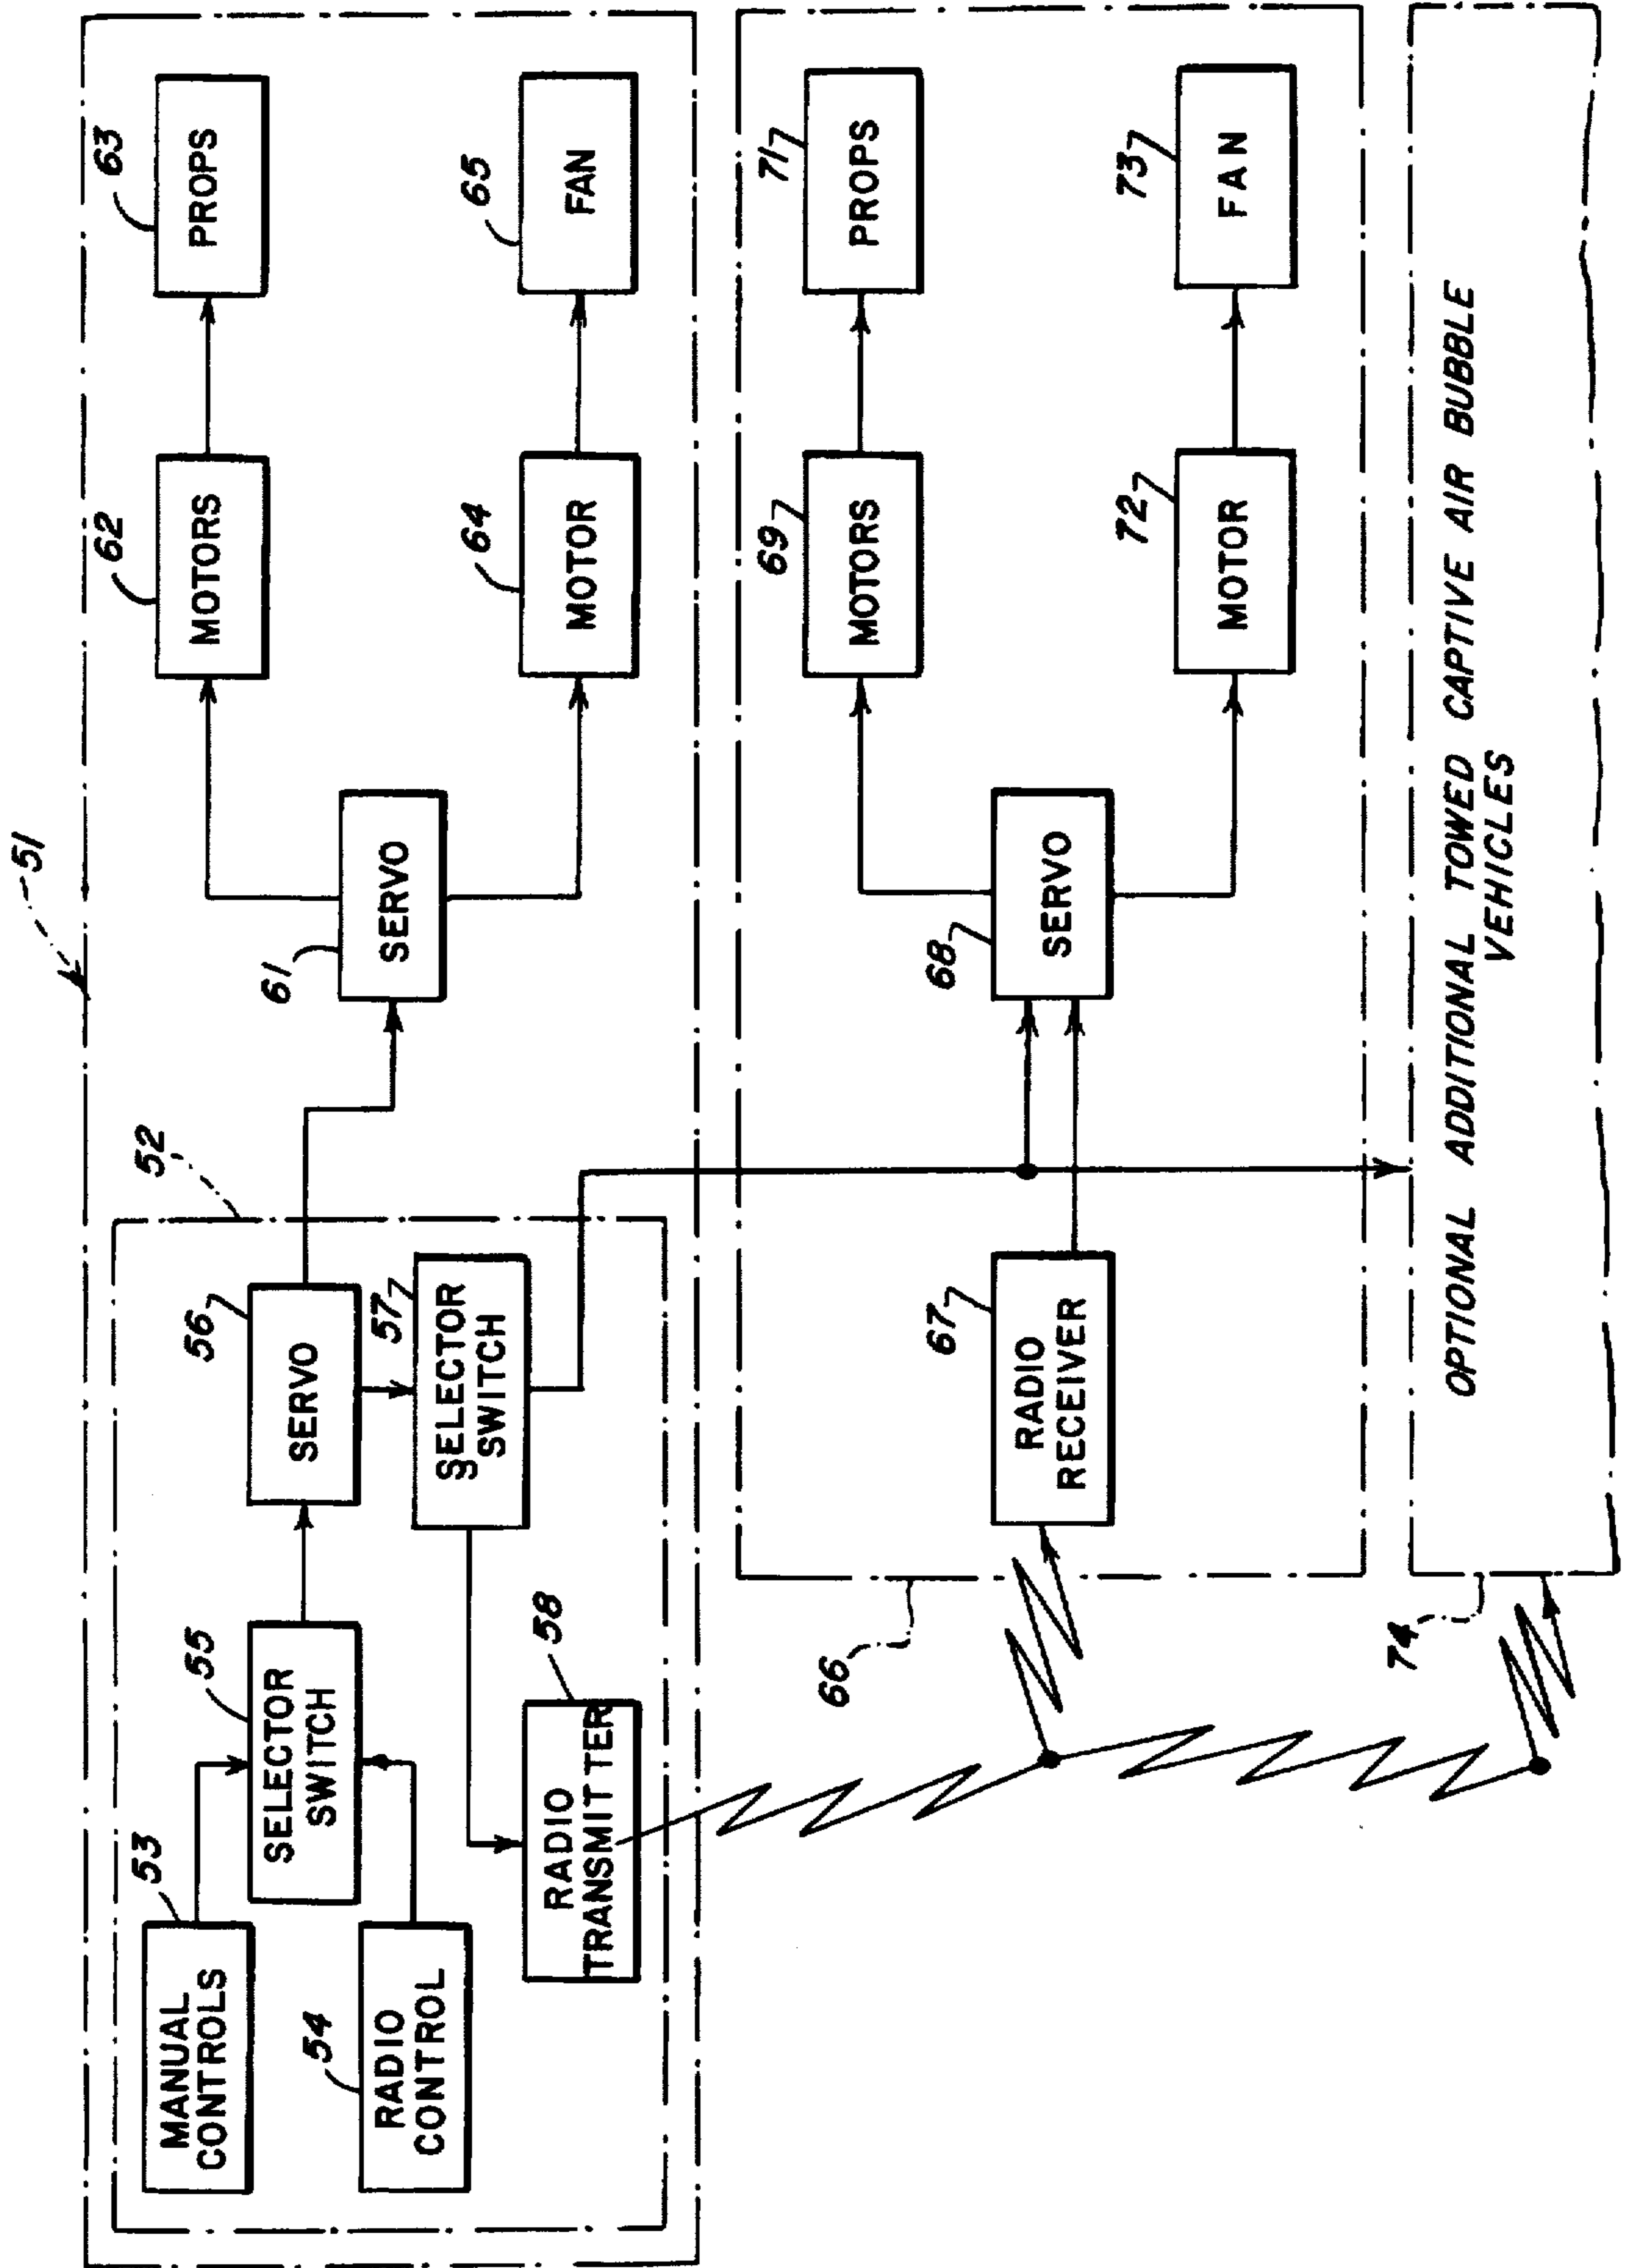 51
52
53
MANUAL
CONTROLS
54
RADIO
CONTROL
55
SELECTOR
SWITCH
56
SERVO
57
SELECTOR
SWITCH
58
RADIO
TRANSMITTER
61
SERVO
62
MOTORS
63
PROPS
64
MOTOR
65
FAN
66
67
RADIO
RECEIVER
68
SERVO
69
MOTORS
71
PROPS
72
MOTOR
73
FAN
74
OPTIONAL ADDITIONAL TOWED CAPTIVE AIR BUBBLE
VEHICLES